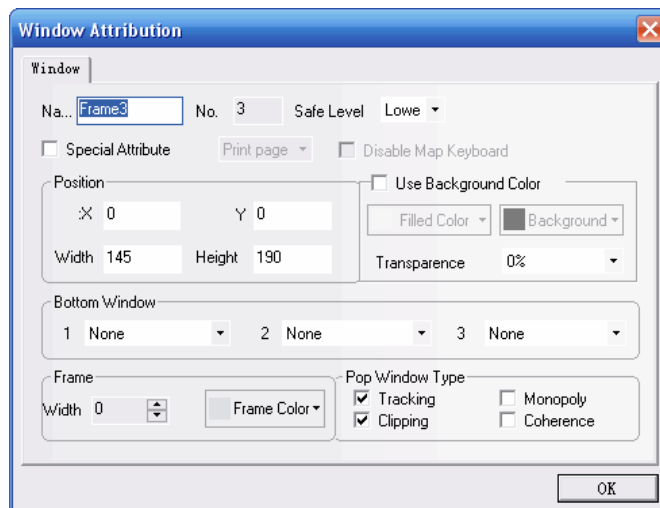 Window Attribution
Window
Na... Frame3 No. 3 Safe Level Lowe
Special Attribute Print page Disable Map Keyboard
Position Use Background Color
:X 0 Y 0 Filled Color Background
Width 145 Height 190 Transparence 0%
Bottom Window
1 None 2 None 3 None
Frame Pop Window Type
Width 0 Frame Color Tracking Monopoly
Clipping Coherence
OK